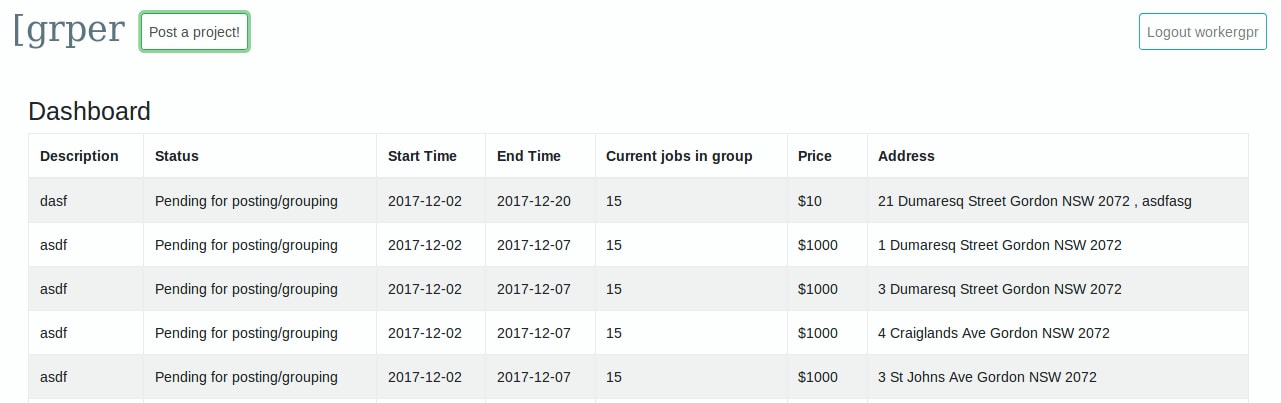 [grper Post a project! Logout workergpr
Dashboard
Description Status Start Time End Time Current jobs in group Price Address
dasf Pending for posting/grouping 2017-12-02 2017-12-20 15 $10 21 Dumaresq Street Gordon NSW 2072 , asdfasg
asdf Pending for posting/grouping 2017-12-02 2017-12-07 15 $1000 1 Dumaresq Street Gordon NSW 2072
asdf Pending for posting/grouping 2017-12-02 2017-12-07 15 $1000 3 Dumaresq Street Gordon NSW 2072
asdf Pending for posting/grouping 2017-12-02 2017-12-07 15 $1000 4 Craiglands Ave Gordon NSW 2072
asdf Pending for posting/grouping 2017-12-02 2017-12-07 15 $1000 3 St Johns Ave Gordon NSW 2072